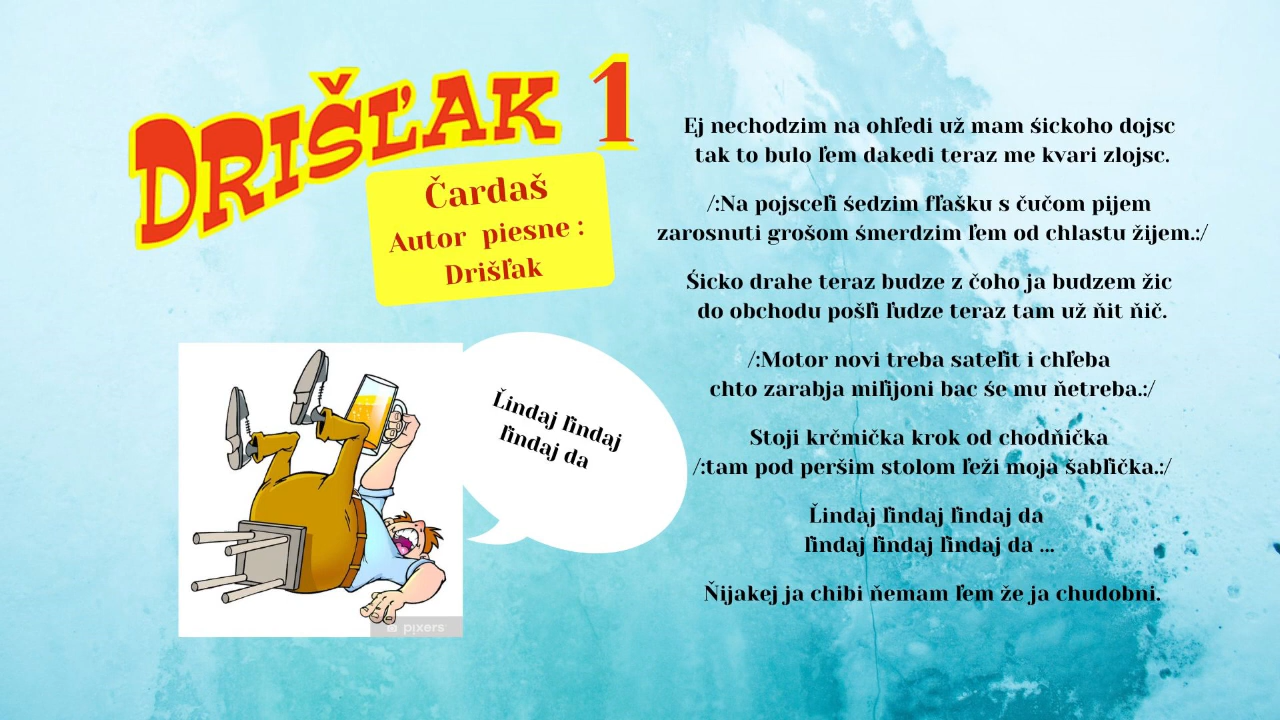 DRIŠĽAK 1
Čardaš
Autor piesne :
Drišľak
Ej nechodzim na ohľedi už mam śickoho dojsc
tak to bulo ľem dakedi teraz me kvari zlojsc.
/:Na pojsceľi śedzim fľašku s čučom pijem
zarosnuti grošom śmerdzim ľem od chlastu žijem.:/
Śicko drahe teraz budze z čoho ja budzem žic
do obchodu pošľi ľudze teraz tam už ňit ňič.
/:Motor novi treba sateľit i chľeba
chto zarabja miľijoni bac śe mu ňetreba.:/
Stoji krčmička krok od chodňička
/:tam pod peršim stolom ľeži moja šabľička.:/
Ľindaj ľindaj ľindaj da
ľindaj ľindaj ľindaj da ...
Ňijakej ja chibi ňemam ľem že ja chudobni.
Ľindaj ľindaj
ľindaj da
pixers